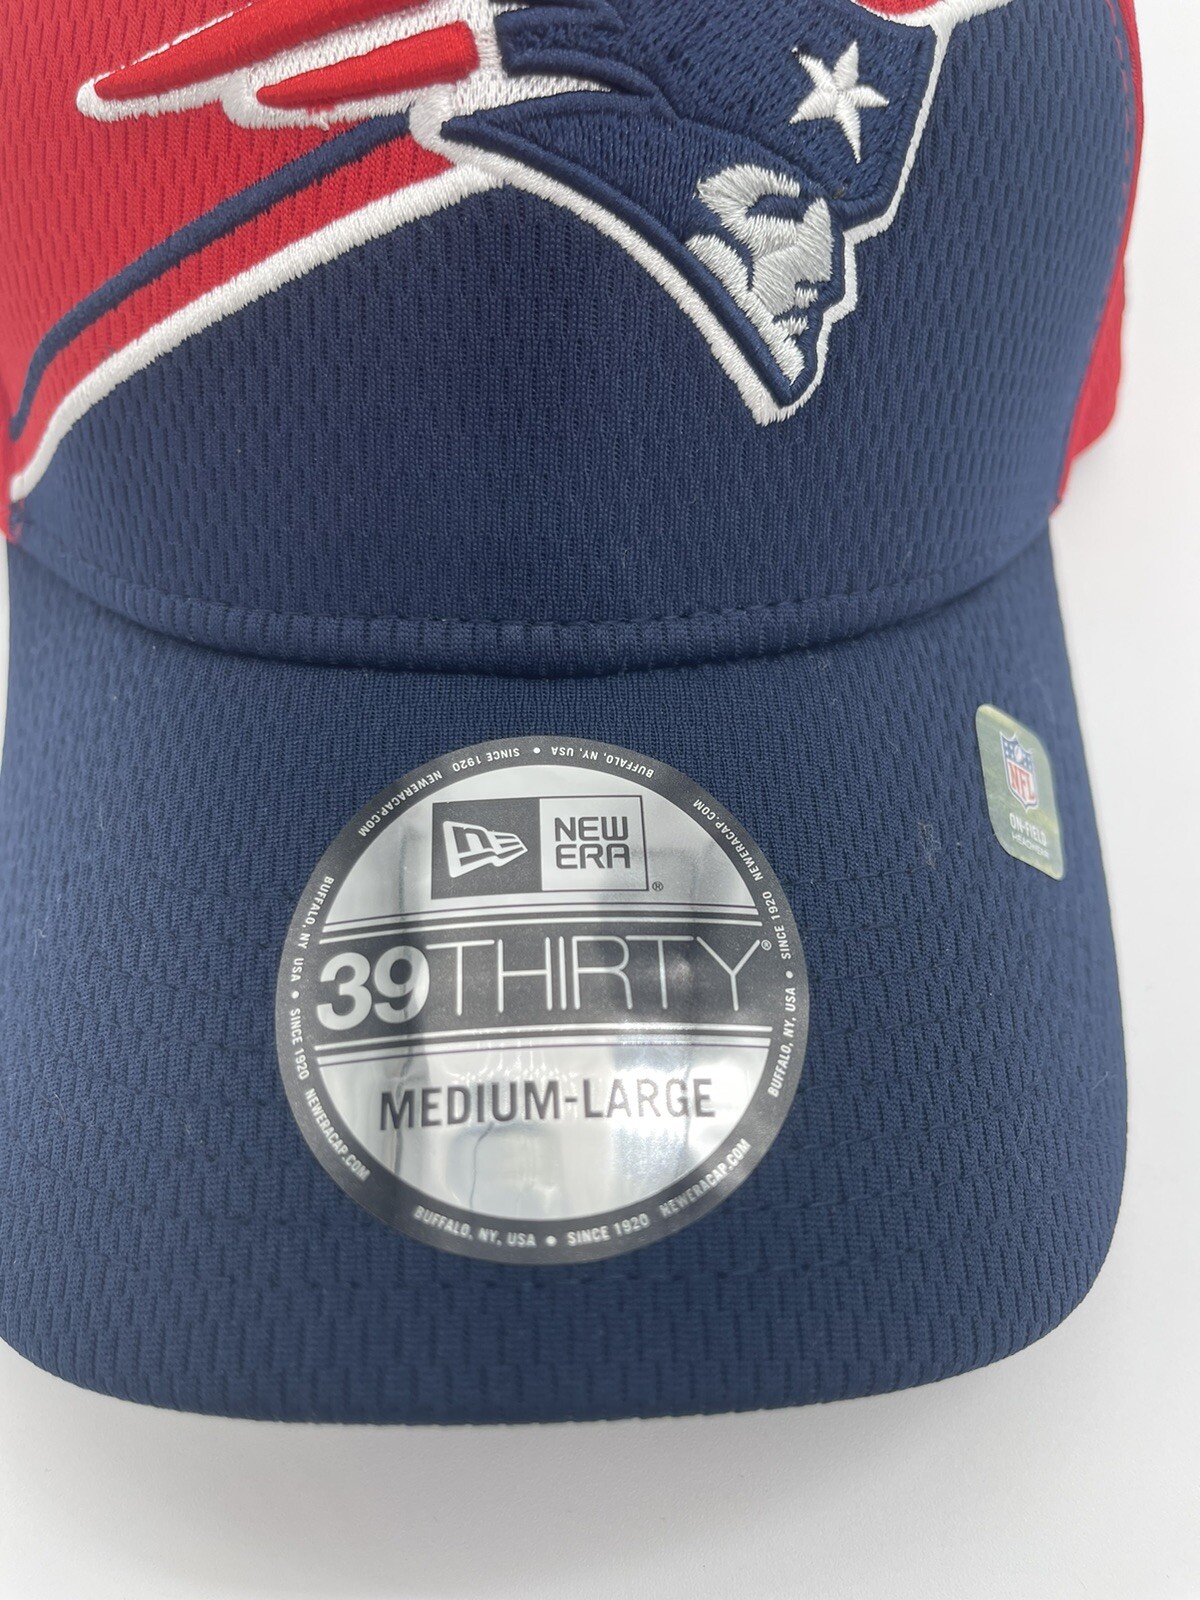 NEW
ERA
®
39THIRTY®
MEDIUM-LARGE
BUFFALO, NY, USA • SINCE 1920 NEWERACAP.COM
BUFFALO, NY, USA • SINCE 1920 NEWERACAP.COM
BUFFALO, NY, USA • SINCE 1920 NEWERACAP.COM
BUFFALO, NY, USA • SINCE 1920 NEWERACAP.COM
NFL
ON-FIELD
HEADWEAR